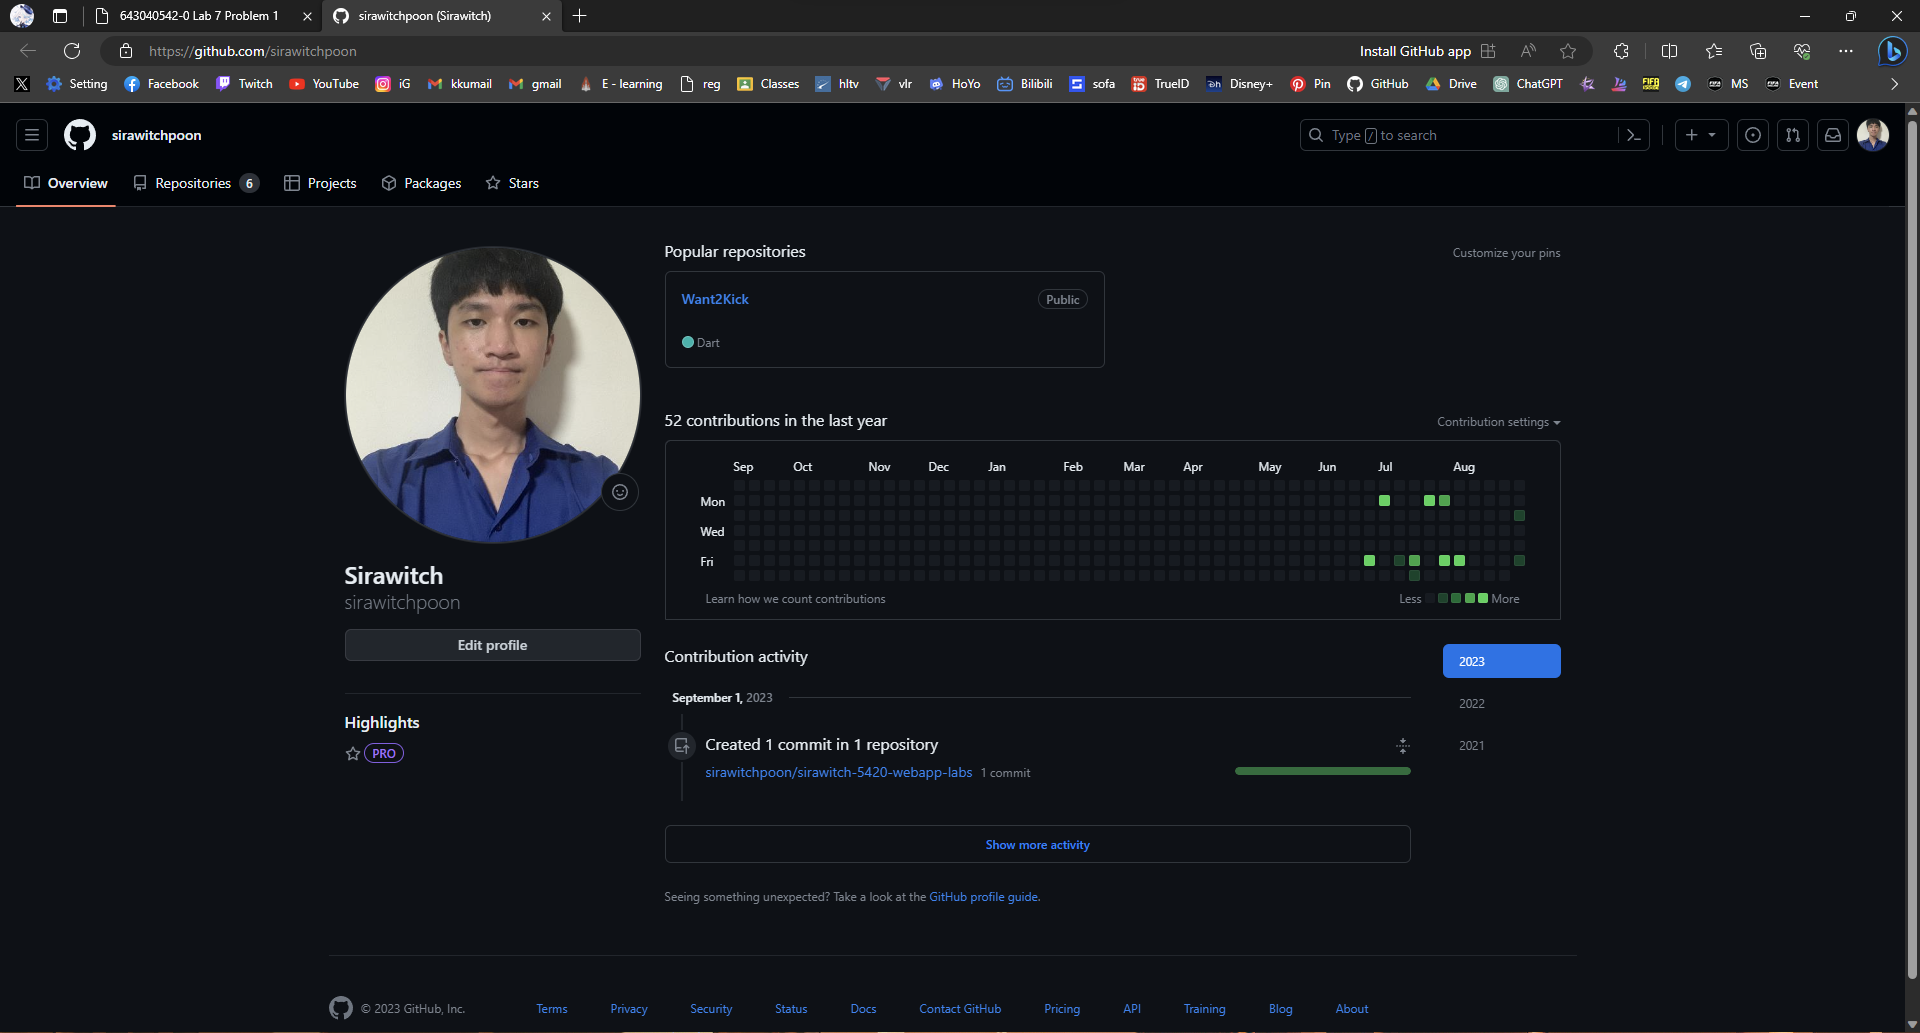 643040542-0 Lab 7 Problem 1
sirawitchpoon (Sirawitch)
https://github.com/sirawitchpoon
Install GitHub app
Setting Facebook Twitch YouTube iG kkumail gmail E - learning reg Classes hltv vlr HoYo Bilibili sofa TrueID Disney+ Pin GitHub Drive ChatGPT MS Event
sirawitchpoon
Type / to search
Overview Repositories 6 Projects Packages Stars
Popular repositories
Customize your pins
Want2Kick
Public
Dart
52 contributions in the last year
Contribution settings
Sep Oct Nov Dec Jan Feb Mar Apr May Jun Jul Aug
Mon
Wed
Fri
Learn how we count contributions
Less More
Sirawitch
sirawitchpoon
Edit profile
Highlights
PRO
Contribution activity
2023
2022
2021
September 1, 2023
Created 1 commit in 1 repository
sirawitchpoon/sirawitch-5420-webapp-labs 1 commit
Show more activity
Seeing something unexpected? Take a look at the GitHub profile guide.
© 2023 GitHub, Inc.
Terms Privacy Security Status Docs Contact GitHub Pricing API Training Blog About